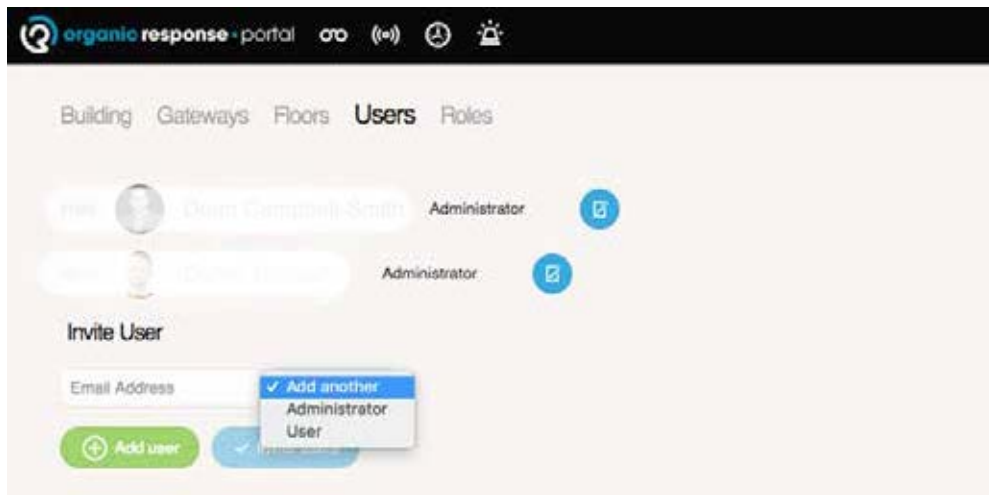 organic response portal
Building Gateways Floors Users Roles
Administrator
Administrator
Invite User
Email Address
✓ Add another
Administrator
User
Add user